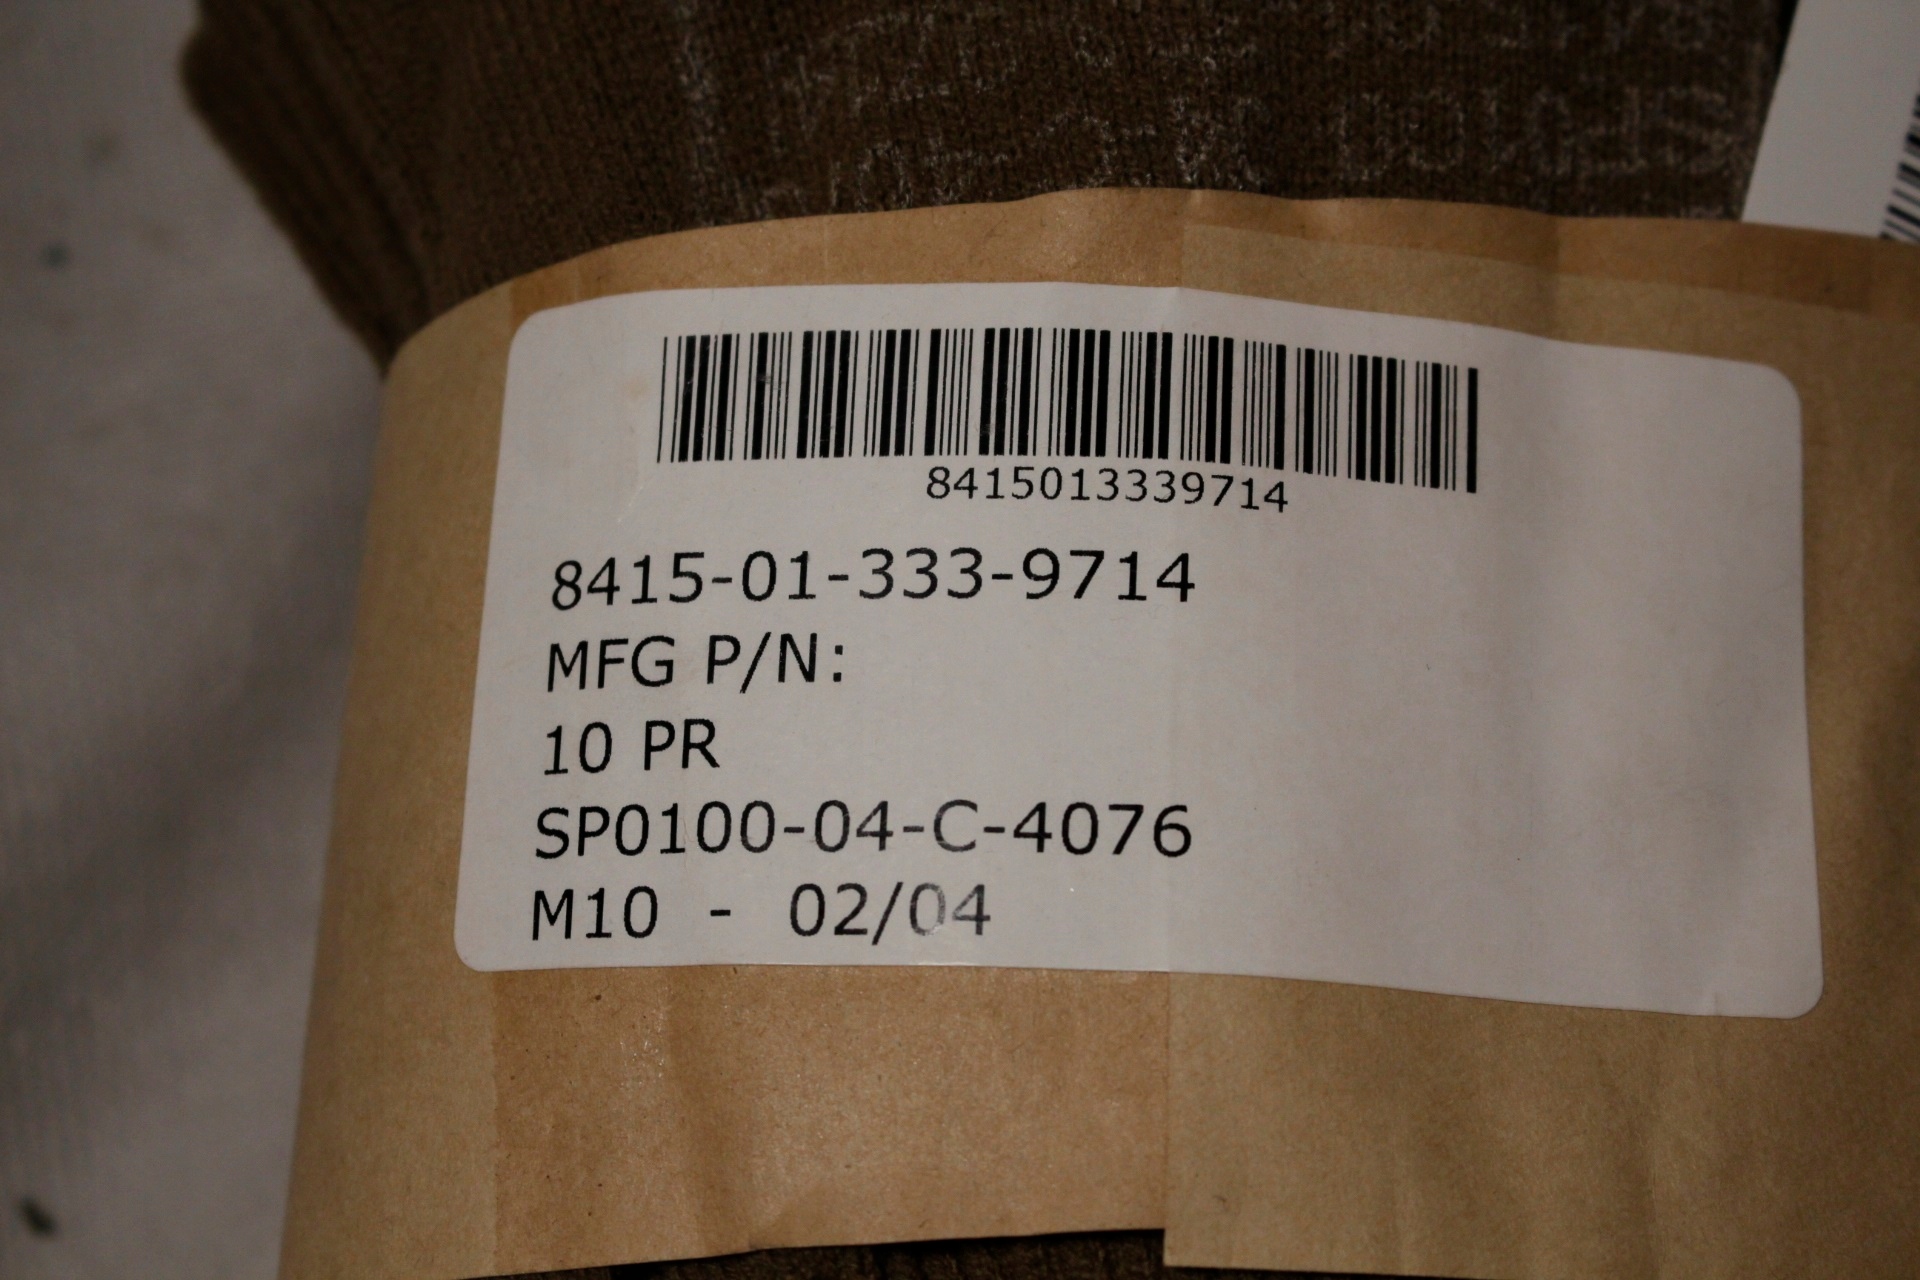 8415013339714
8415-01-333-9714
MFG P/N:
10 PR
SP0100-04-C-4076
M10 - 02/04